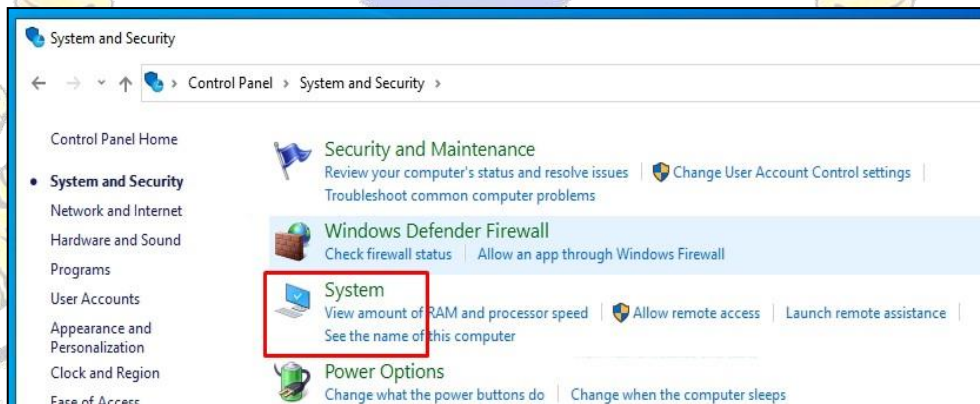 System and Security
Control Panel > System and Security >
Control Panel Home
System and Security
Network and Internet
Hardware and Sound
Programs
User Accounts
Appearance and
Personalization
Clock and Region
Ease of Access
Security and Maintenance
Review your computer's status and resolve issues | Change User Account Control settings |
Troubleshoot common computer problems
Windows Defender Firewall
Check firewall status | Allow an app through Windows Firewall
System
View amount of RAM and processor speed | Allow remote access | Launch remote assistance |
See the name of this computer
Power Options
Change what the power buttons do | Change when the computer sleeps